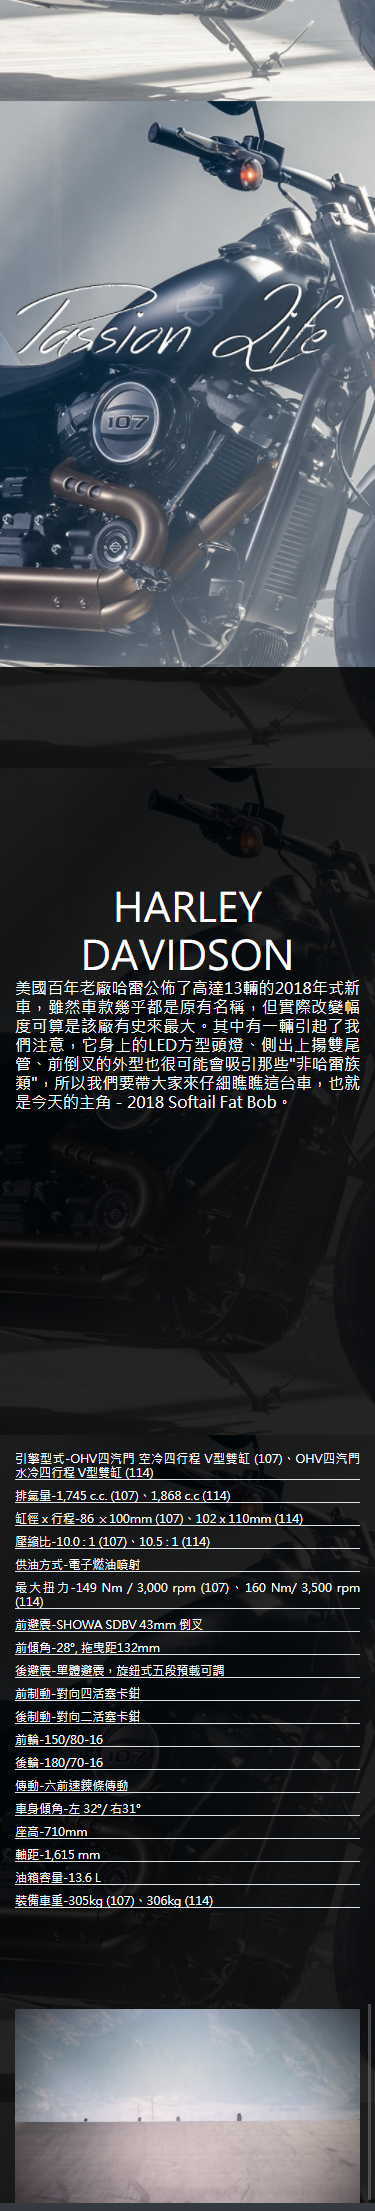 Passion Life
107
HARLEY
DAVIDSON
美國百年老廠哈雷公佈了高達13輛的2018年式新
車，雖然車款幾乎都是原有名稱，但實際改變幅
度可算是該廠有史來最大。其中有一輛引起了我
們注意，它身上的LED方型頭燈、側出上揚雙尾
管、前倒叉的外型也很可能會吸引那些"非哈雷族
類"，所以我們要帶大家來仔細瞧瞧這台車，也就
是今天的主角 - 2018 Softail Fat Bob。
引擎型式-OHV四汽門 空冷四行程 V型雙缸 (107)、OHV四汽門
水冷四行程 V型雙缸 (114)
排氣量-1,745 c.c. (107)、1,868 c.c (114)
缸徑 x 行程-86 ×100mm (107)、102 x 110mm (114)
壓縮比-10.0 : 1 (107)、10.5 : 1 (114)
供油方式-電子燃油噴射
最大扭力-149 Nm / 3,000 rpm (107)、160 Nm/ 3,500 rpm
(114)
前避震-SHOWA SDBV 43mm 倒叉
前傾角-28°, 拖曳距132mm
後避震-單體避震，旋鈕式五段預載可調
前制動-對向四活塞卡鉗
後制動-對向二活塞卡鉗
前輪-150/80-16
後輪-180/70-16
傳動-六前速鍊條傳動
車身傾角-左 32°/ 右31°
座高-710mm
軸距-1,615 mm
油箱容量-13.6 L
裝備車重-305kg (107)、306kg (114)